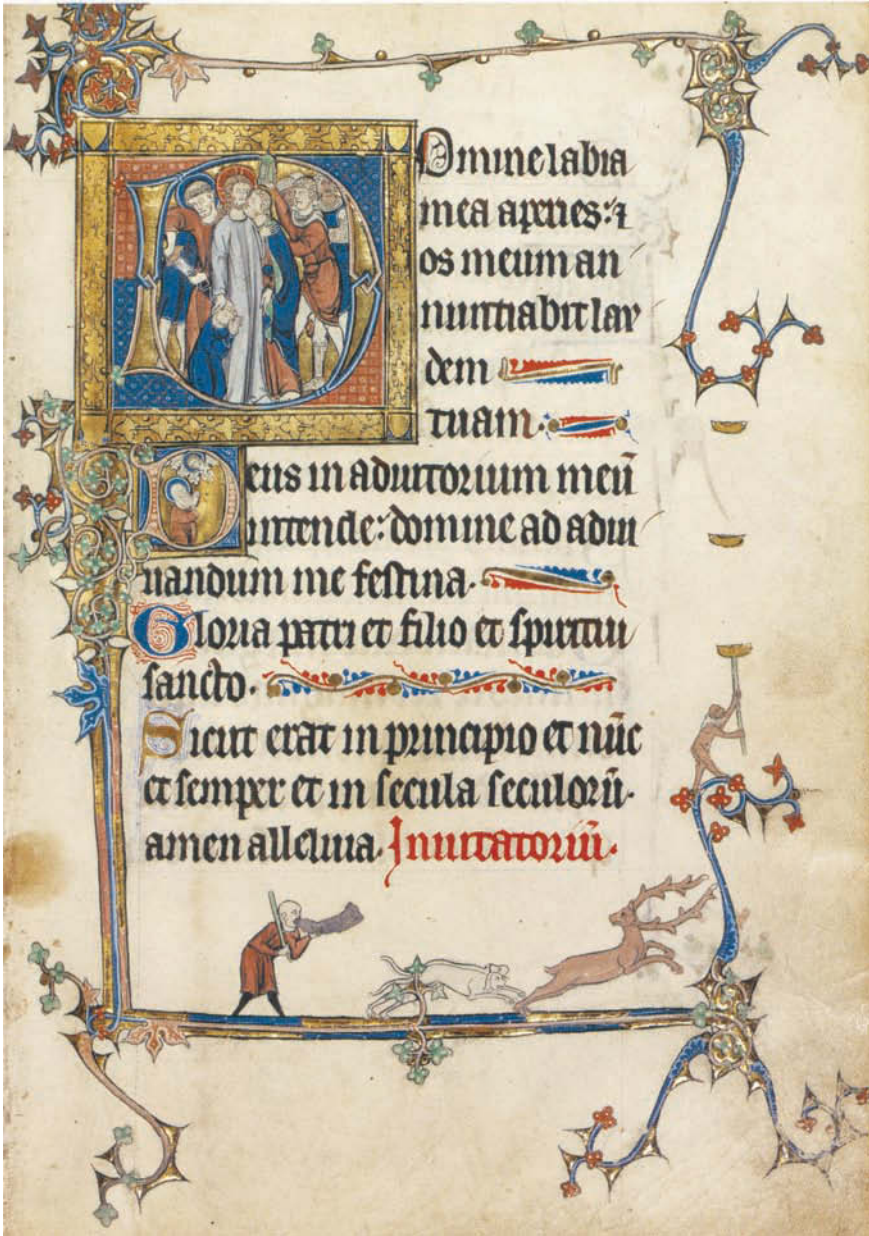 Domine labia
mea aperies: ⁊
os meum an
nuntiabit lau
dem
tuam.
Deus in adiutorium meū
intende: domine ad adiu
uandum me festina.
Gloria patri et filio et spiritui
sancto.
Sicut erat in principio et nūc
et semper et in secula seculorū.
amen alleluia. Inuitatoriū.